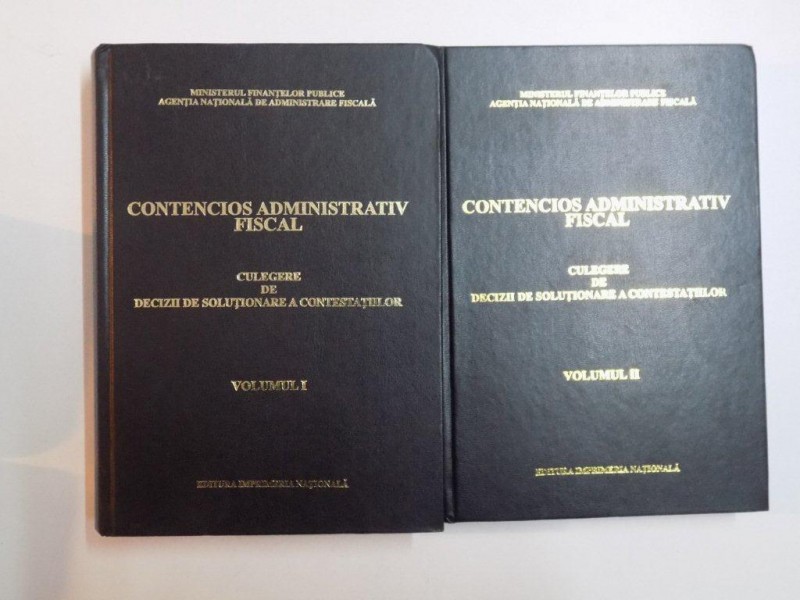 MINISTERUL FINANȚELOR PUBLICE
AGENȚIA NAȚIONALĂ DE ADMINISTRARE FISCALĂ
CONTENCIOS ADMINISTRATIV
FISCAL
CULEGERE
DE
DECIZII DE SOLUȚIONARE A CONTESTAȚIILOR
VOLUMUL I
EDITURA IMPRIMERIA NAȚIONALĂ
MINISTERUL FINANȚELOR PUBLICE
AGENȚIA NAȚIONALĂ DE ADMINISTRARE FISCALĂ
CONTENCIOS ADMINISTRATIV
FISCAL
CULEGERE
DE
DECIZII DE SOLUȚIONARE A CONTESTAȚIILOR
VOLUMUL II
EDITURA IMPRIMERIA NAȚIONALĂ